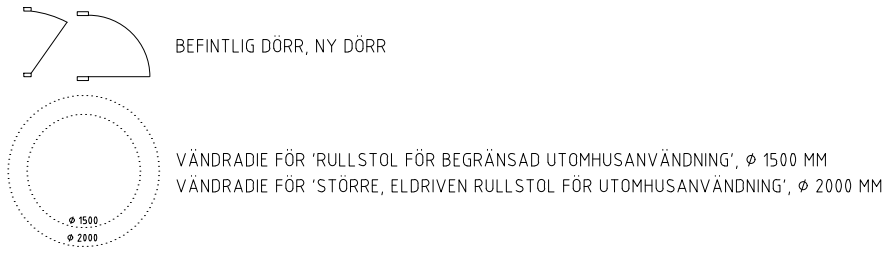 BEFINTLIG DÖRR, NY DÖRR
VÄNDRADIE FÖR 'RULLSTOL FÖR BEGRÄNSAD UTOMHUSANVÄNDNING', Ø 1500 MM
VÄNDRADIE FÖR 'STÖRRE, ELDRIVEN RULLSTOL FÖR UTOMHUSANVÄNDNING', Ø 2000 MM
Ø 1500
Ø 2000